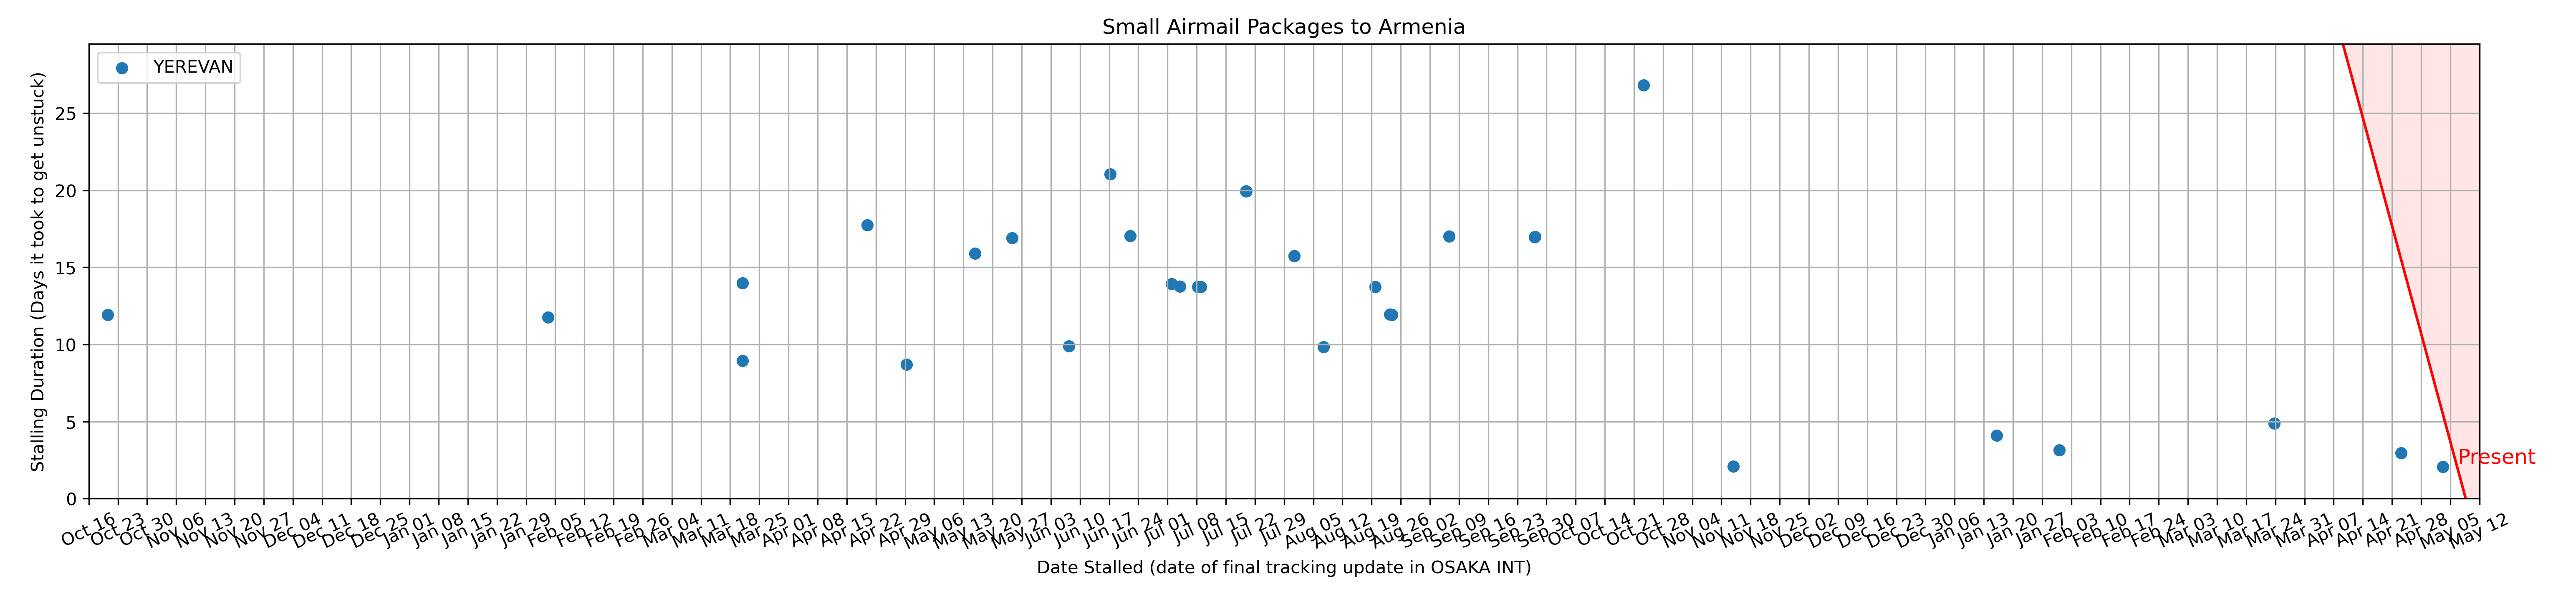 Small Airmail Packages to Armenia
YEREVAN
Stalling Duration (Days it took to get unstuck)
25
20
15
10
5
0
Present
Oct 16
Oct 23
Oct 30
Nov 06
Nov 13
Nov 20
Nov 27
Dec 04
Dec 11
Dec 18
Dec 25
Jan 01
Jan 08
Jan 15
Jan 22
Jan 29
Feb 05
Feb 12
Feb 19
Feb 26
Mar 04
Mar 11
Mar 18
Mar 25
Apr 01
Apr 08
Apr 15
Apr 22
Apr 29
May 06
May 13
May 20
May 27
Jun 03
Jun 10
Jun 17
Jun 24
Jul 01
Jul 08
Jul 15
Jul 22
Jul 29
Aug 05
Aug 12
Aug 19
Aug 26
Sep 02
Sep 09
Sep 16
Sep 23
Sep 30
Oct 07
Oct 14
Oct 21
Oct 28
Nov 04
Nov 11
Nov 18
Nov 25
Dec 02
Dec 09
Dec 16
Dec 23
Dec 30
Jan 06
Jan 13
Jan 20
Jan 27
Feb 03
Feb 10
Feb 17
Feb 24
Mar 03
Mar 10
Mar 17
Mar 24
Mar 31
Apr 07
Apr 14
Apr 21
Apr 28
May 05
May 12
Date Stalled (date of final tracking update in OSAKA INT)